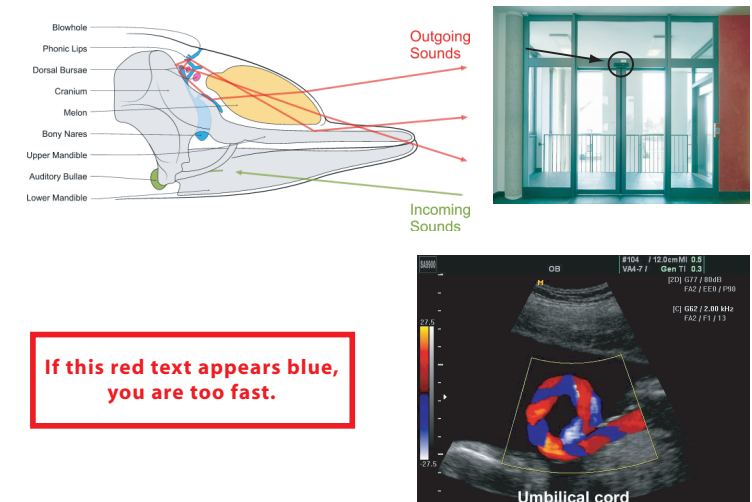 Blowhole
Phonic Lips
Dorsal Bursae
Cranium
Melon
Bony Nares
Upper Mandible
Auditory Bullae
Lower Mandible
Outgoing
Sounds
Incoming
Sounds
If this red text appears blue,
you are too fast.
SA9900
OB
#104 / 12.0cm MI 0.5
VA4-7 / Gen TI 0.3
[2D] G77 / 80dB
FA2 / EE0 / P90
[C] G62 / 2.00 kHz
FA2 / F1 / 13
M
27.5
-27.5
Umbilical cord